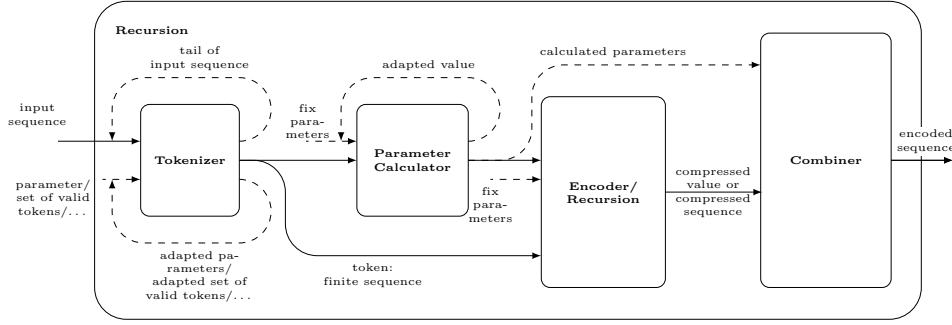 Recursion
tail of
input sequence
input
sequence
parameter/
set of valid
tokens/...
Tokenizer
adapted pa-
rameters/
adapted set of
valid tokens/...
fix
para-
meters
adapted value
Parameter
Calculator
token:
finite sequence
calculated parameters
fix
para-
meters
Encoder/
Recursion
compressed
value or
compressed
sequence
Combiner
encoded
sequence